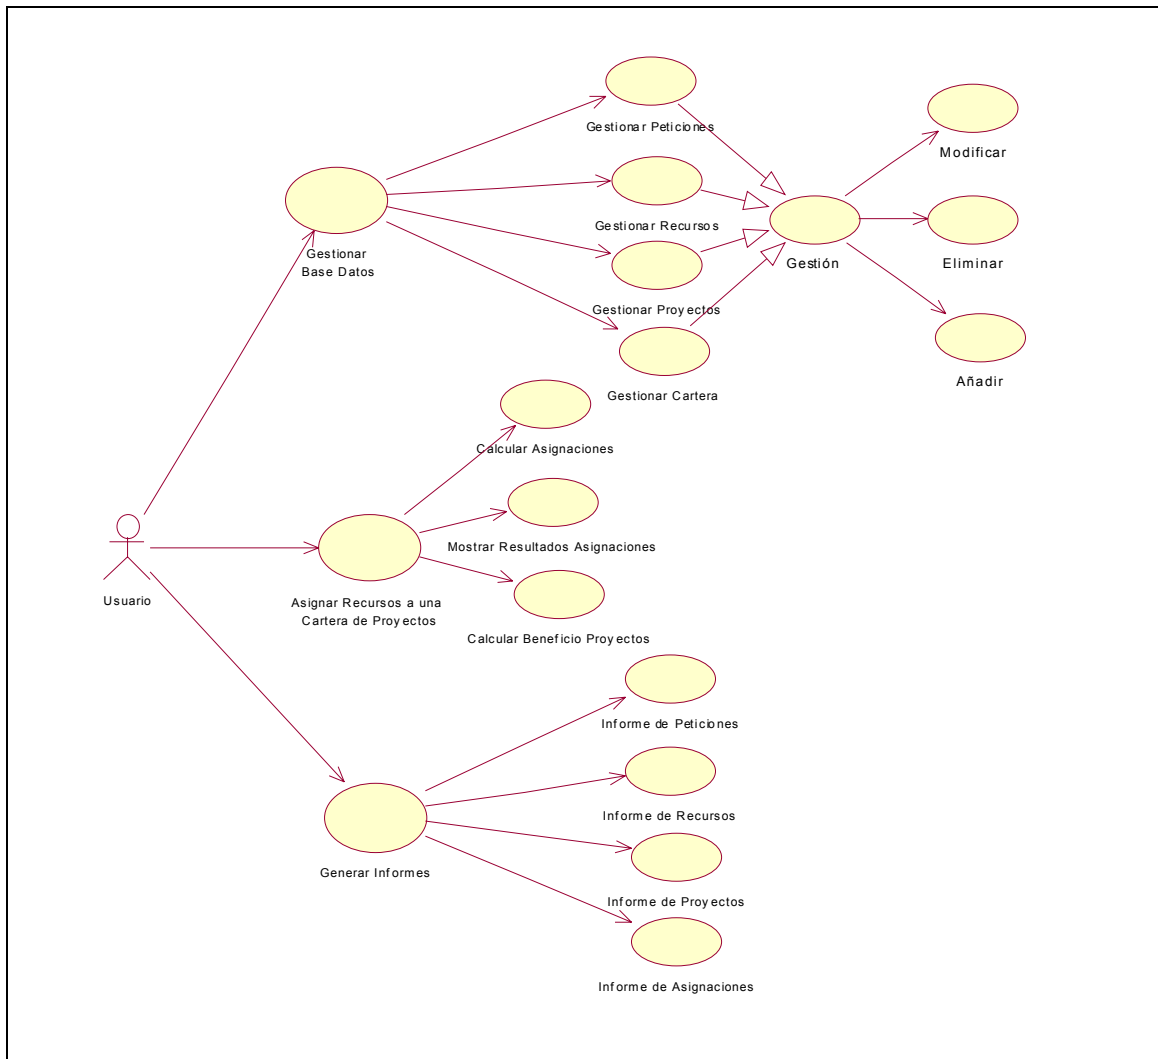 Gestionar Peticiones
Modificar
Gestionar Recursos
Gestionar
Base Datos
Gestión
Eliminar
Gestionar Proyectos
Gestionar Cartera
Añadir
Calcular Asignaciones
Mostrar Resultados Asignaciones
Usuario
Asignar Recursos a una
Cartera de Proyectos
Calcular Beneficio Proyectos
Informe de Peticiones
Informe de Recursos
Generar Informes
Informe de Proyectos
Informe de Asignaciones